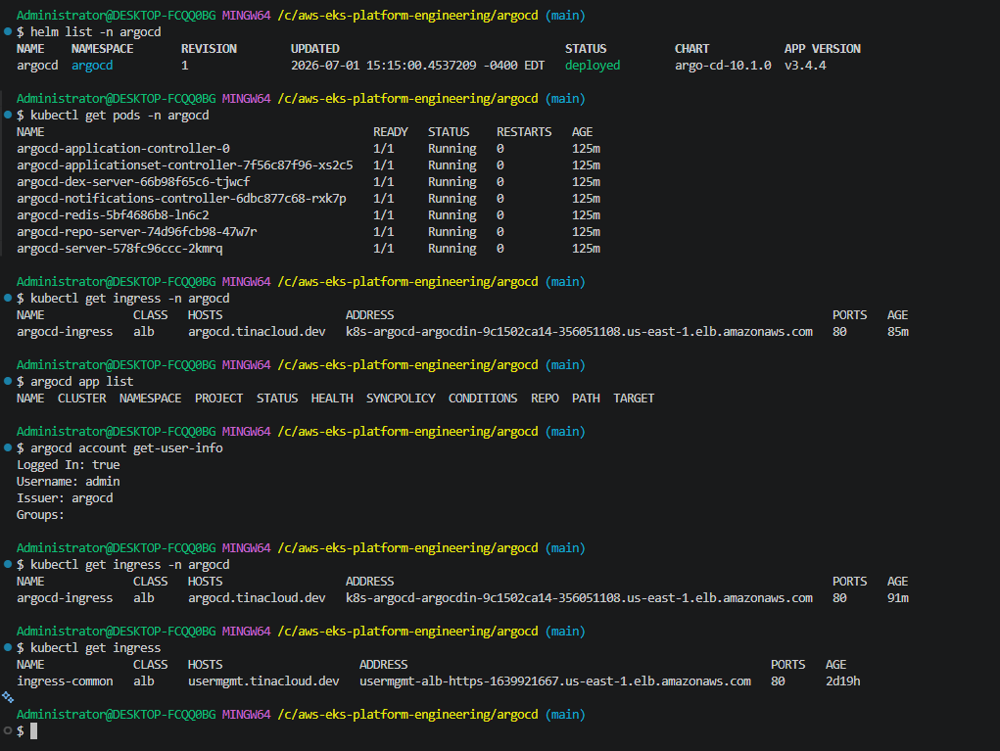 Administrator@DESKTOP-FCQQ0BG MINGW64 /c/aws-eks-platform-engineering/argocd (main)
$ helm list -n argocd
NAME NAMESPACE REVISION UPDATED STATUS CHART APP VERSION
argocd argocd 1 2026-07-01 15:15:00.4537209 -0400 EDT deployed argo-cd-10.1.0 v3.4.4
Administrator@DESKTOP-FCQQ0BG MINGW64 /c/aws-eks-platform-engineering/argocd (main)
$ kubectl get pods -n argocd
NAME READY STATUS RESTARTS AGE
argocd-application-controller-0 1/1 Running 0 125m
argocd-applicationset-controller-7f56c87f96-xs2c5 1/1 Running 0 125m
argocd-dex-server-66b98f65c6-tjwcf 1/1 Running 0 125m
argocd-notifications-controller-6dbc877c68-rxk7p 1/1 Running 0 125m
argocd-redis-5bf4686b8-ln6c2 1/1 Running 0 125m
argocd-repo-server-74d96fcb98-47w7r 1/1 Running 0 125m
argocd-server-578fc96ccc-2kmrq 1/1 Running 0 125m
Administrator@DESKTOP-FCQQ0BG MINGW64 /c/aws-eks-platform-engineering/argocd (main)
$ kubectl get ingress -n argocd
NAME CLASS HOSTS ADDRESS PORTS AGE
argocd-ingress alb argocd.tinacloud.dev k8s-argocd-argocdin-9c1502ca14-356051108.us-east-1.elb.amazonaws.com 80 85m
Administrator@DESKTOP-FCQQ0BG MINGW64 /c/aws-eks-platform-engineering/argocd (main)
$ argocd app list
NAME CLUSTER NAMESPACE PROJECT STATUS HEALTH SYNCPOLICY CONDITIONS REPO PATH TARGET
Administrator@DESKTOP-FCQQ0BG MINGW64 /c/aws-eks-platform-engineering/argocd (main)
$ argocd account get-user-info
Logged In: true
Username: admin
Issuer: argocd
Groups:
Administrator@DESKTOP-FCQQ0BG MINGW64 /c/aws-eks-platform-engineering/argocd (main)
$ kubectl get ingress -n argocd
NAME CLASS HOSTS ADDRESS PORTS AGE
argocd-ingress alb argocd.tinacloud.dev k8s-argocd-argocdin-9c1502ca14-356051108.us-east-1.elb.amazonaws.com 80 91m
Administrator@DESKTOP-FCQQ0BG MINGW64 /c/aws-eks-platform-engineering/argocd (main)
$ kubectl get ingress
NAME CLASS HOSTS ADDRESS PORTS AGE
ingress-common alb usermgmt.tinacloud.dev usermgmt-alb-https-1639921667.us-east-1.elb.amazonaws.com 80 2d19h
Administrator@DESKTOP-FCQQ0BG MINGW64 /c/aws-eks-platform-engineering/argocd (main)
$